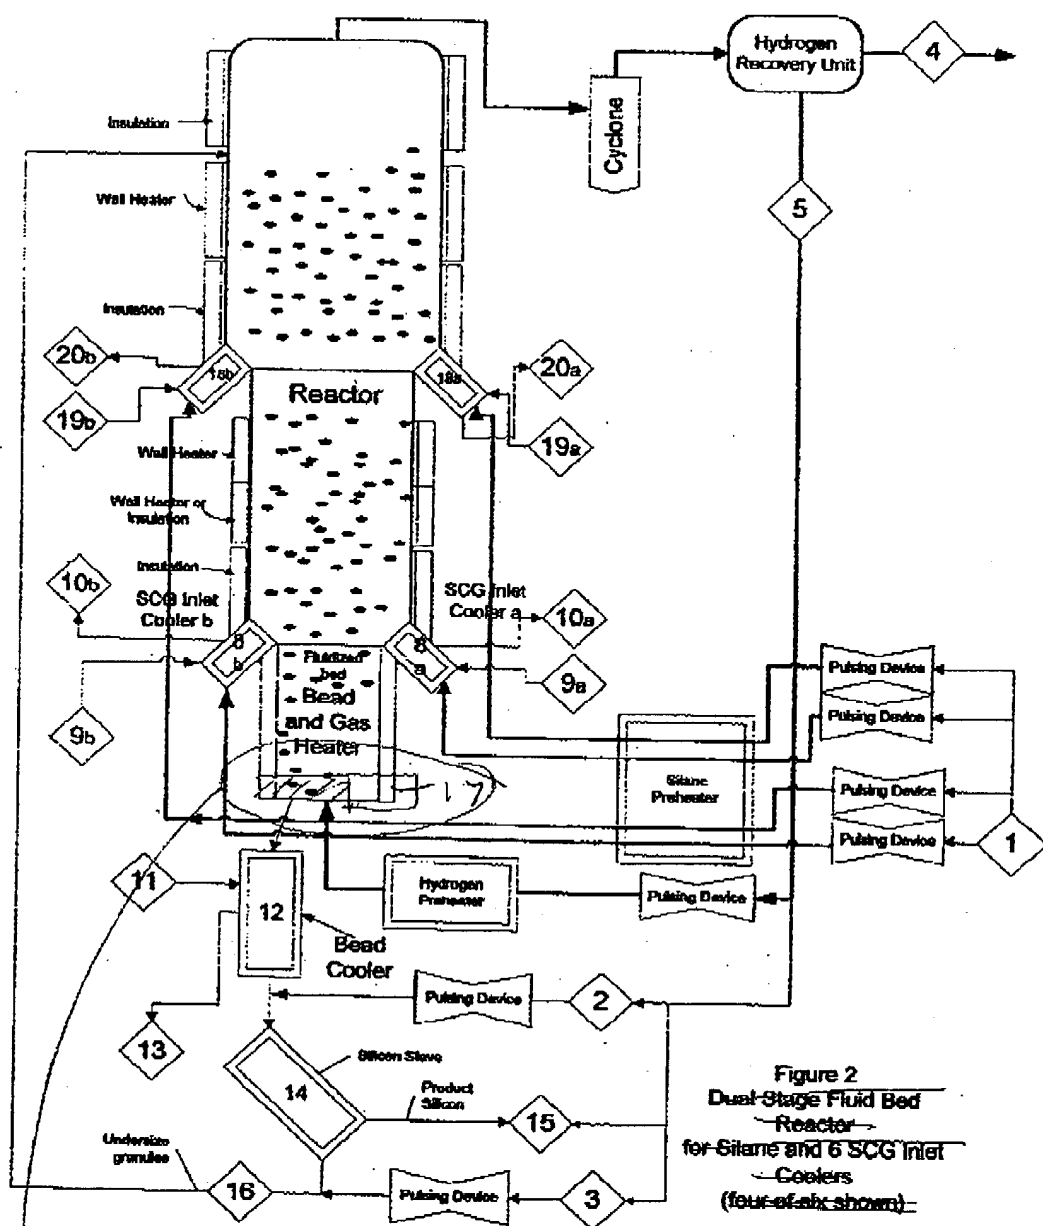 Hydrogen
Recovery Unit
4
Cyclone
5
Insulation
Wall Heater
Insulation
20b
18b
18a
20a
Reactor
19b
19a
Wall Heater
Wall Heater or
Insulation
Insulation
10b
SCG Inlet
Cooler b
SCG Inlet
Cooler a
10a
8
b
8
a
Fluidized
bed
9a
Pulsing Device
Bead
and Gas
Heater
9b
Pulsing Device
Silane
Preheater
17
Pulsing Device
Pulsing Device
1
11
Hydrogen
Preheater
Pulsing Device
12
Bead
Cooler
Pulsing Device
2
13
Silicon Sieve
14
Product
Silicon
15
Figure 2
Dual Stage Fluid Bed
Reactor
for Silane and 6 SCG Inlet
Coolers
(four of six shown)
Undersize
granules
16
Pulsing Device
3